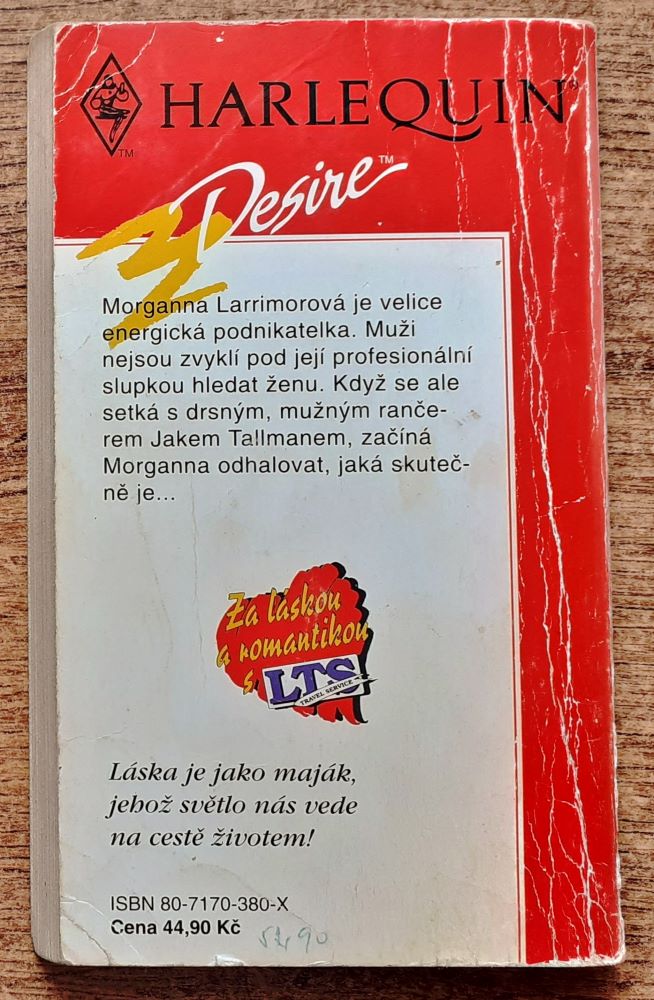 HARLEQUIN®
TM
Desire™
Morganna Larrimorová je velice
energická podnikatelka. Muži
nejsou zvyklí pod její profesionální
slupkou hledat ženu. Když se ale
setká s drsným, mužným ranče-
rem Jakem Tallmanem, začíná
Morganna odhalovat, jaká skuteč-
ně je...
Za láskou
a romantikou
s LTS
TRAVEL SERVICE
Láska je jako maják,
jehož světlo nás vede
na cestě životem!
ISBN 80-7170-380-X
Cena 44,90 Kč